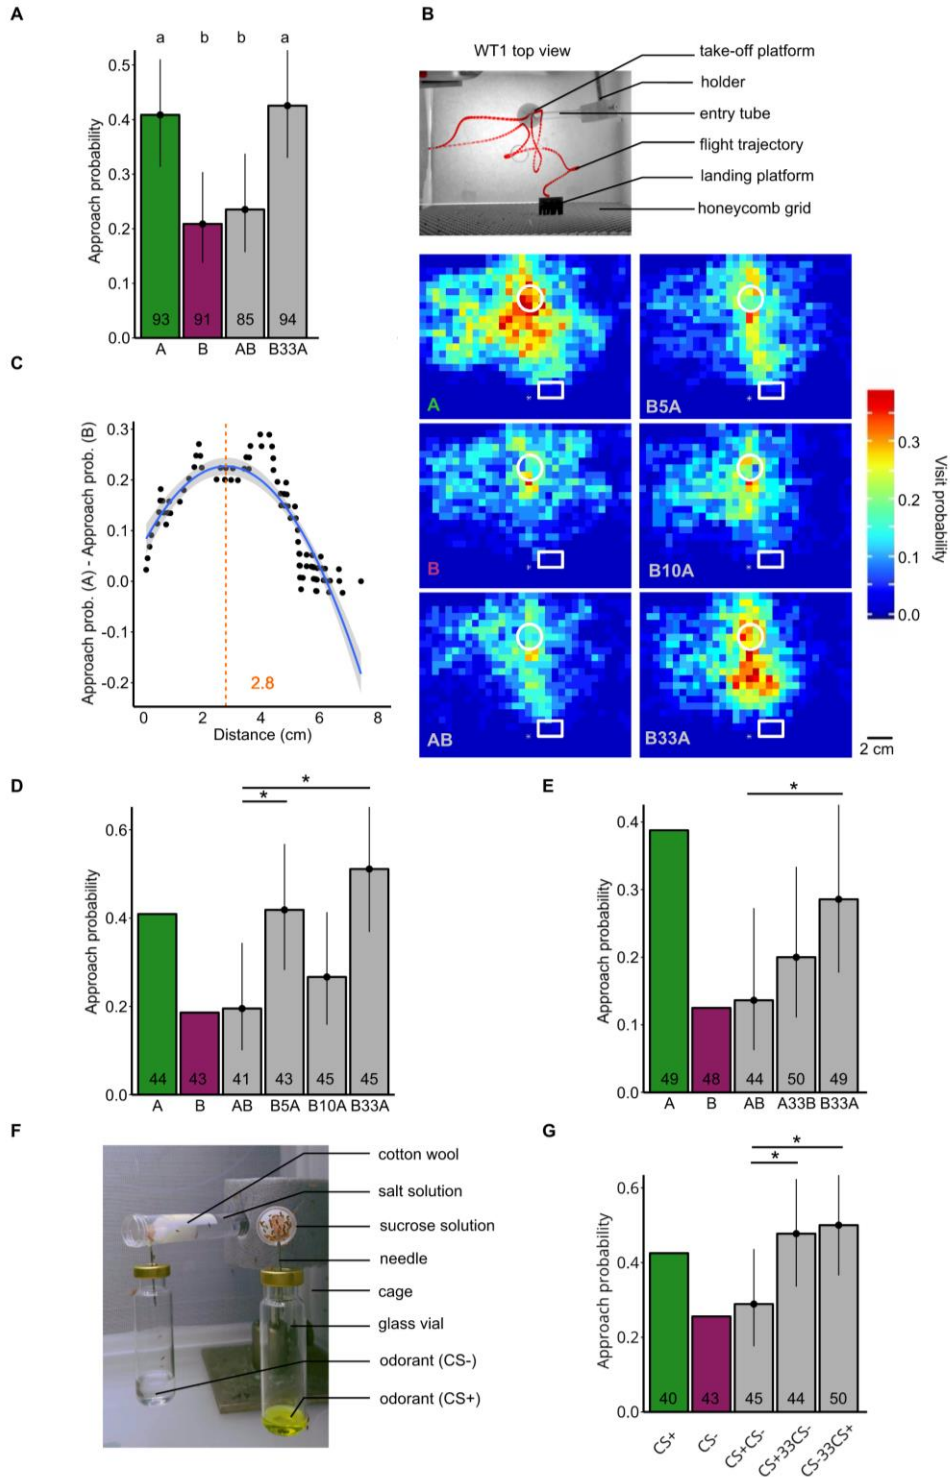 A
Approach probability
0.5
0.4
0.3
0.2
0.1
0.0
a b b a
93 91 85 94
A B AB B33A
B
WT1 top view
take-off platform
holder
entry tube
flight trajectory
landing platform
honeycomb grid
A
B5A
B
B10A
AB
B33A
*
*
*
*
*
*
0.3
0.2
0.1
0.0
Visit probability
2 cm
C
Approach prob. (A) - Approach prob. (B)
0.3
0.2
0.1
0.0
-0.1
-0.2
2.8
0 2 4 6 8
Distance (cm)
D
Approach probability
0.6
0.4
0.2
0.0
*
*
44 43 41 43 45 45
A B AB B5A B10A B33A
E
Approach probability
0.4
0.3
0.2
0.1
0.0
*
49 48 44 50 49
A B AB A33B B33A
F
cotton wool
salt solution
sucrose solution
needle
cage
glass vial
odorant (CS-)
odorant (CS+)
G
Approach probability
0.6
0.4
0.2
0.0
*
*
40 43 45 44 50
CS+ CS- CS+CS- CS+33CS- CS-33CS+